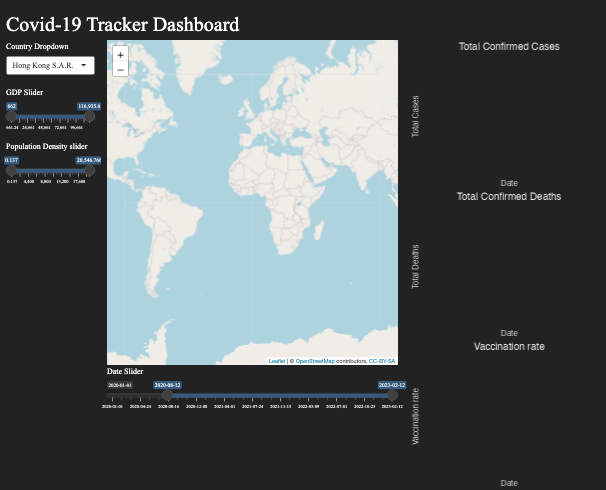 Covid-19 Tracker Dashboard
Country Dropdown
Hong Kong S.A.R.
GDP Slider
662
116,935.6
661.24 24,661 48,661 72,661 96,661
Population Density slider
0.137
20,546.766
0.137 4,400 8,800 13,200 17,600
+
−
Leaflet | © OpenStreetMap contributors, CC-BY-SA
Date Slider
2020-01-01
2020-08-12
2023-02-12
2020-01-01 2020-04-24 2020-08-16 2020-12-08 2021-04-01 2021-07-24 2021-11-15 2022-03-09 2022-07-01 2022-10-23 2023-02-12
Total Confirmed Cases
Total Cases
Date
Total Confirmed Deaths
Total Deaths
Date
Vaccination rate
Vaccination rate
Date